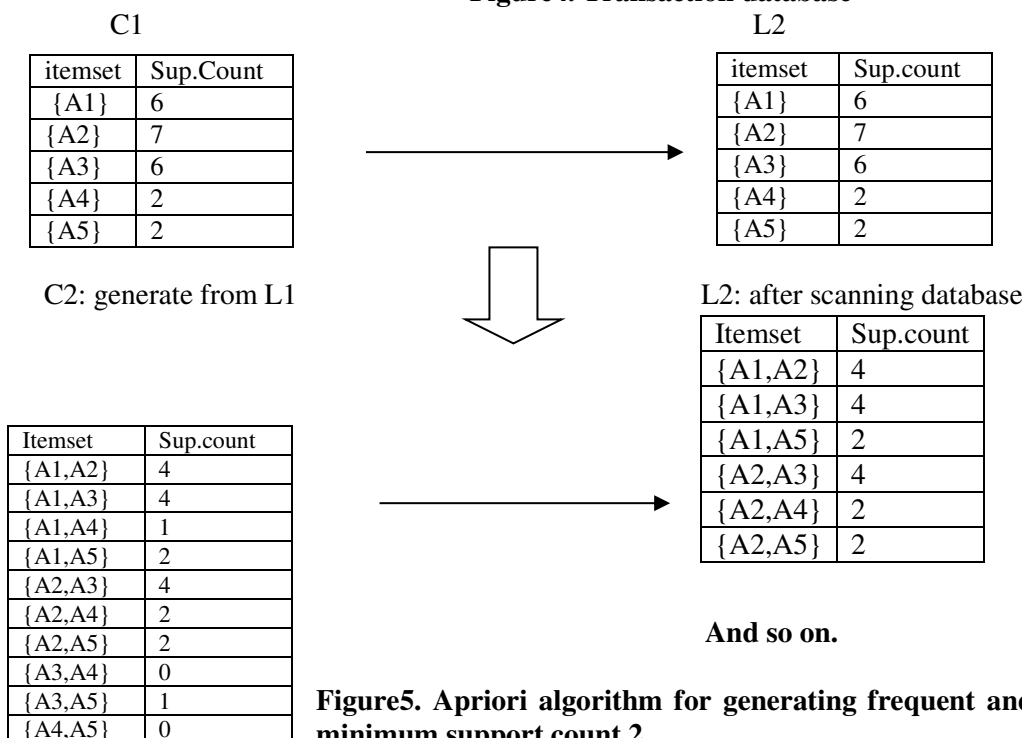 Figure4. Transaction database
C1
itemset Sup.Count
{A1} 6
{A2} 7
{A3} 6
{A4} 2
{A5} 2
L2
itemset Sup.count
{A1} 6
{A2} 7
{A3} 6
{A4} 2
{A5} 2
C2: generate from L1
Itemset Sup.count
{A1,A2} 4
{A1,A3} 4
{A1,A4} 1
{A1,A5} 2
{A2,A3} 4
{A2,A4} 2
{A2,A5} 2
{A3,A4} 0
{A3,A5} 1
{A4,A5} 0
L2: after scanning database
Itemset Sup.count
{A1,A2} 4
{A1,A3} 4
{A1,A5} 2
{A2,A3} 4
{A2,A4} 2
{A2,A5} 2
And so on.
Figure5. Apriori algorithm for generating frequent and
minimum support count 2